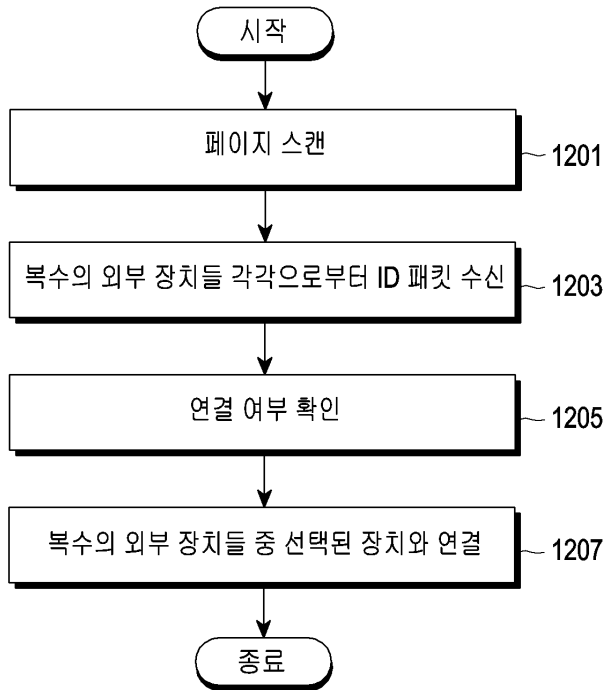 시작
페이지 스캔
1201
복수의 외부 장치들 각각으로부터 ID 패킷 수신
1203
연결 여부 확인
1205
복수의 외부 장치들 중 선택된 장치와 연결
1207
종료